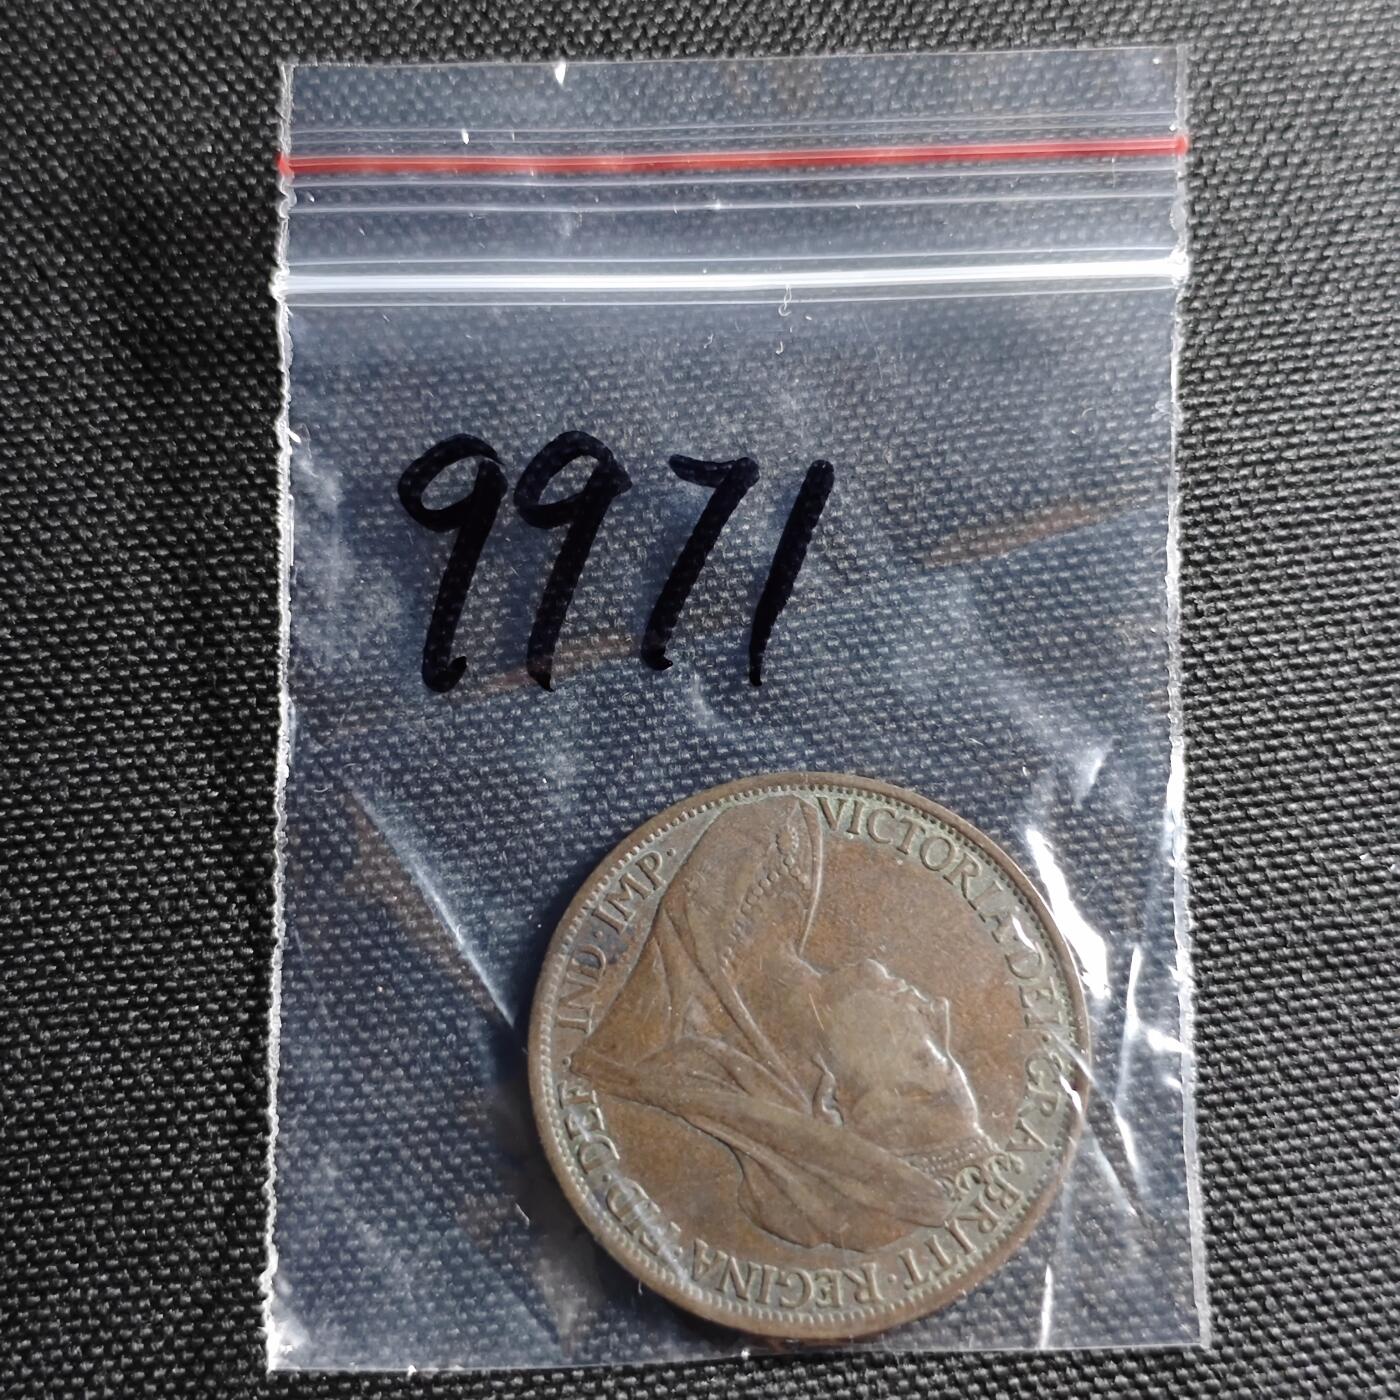 9971
VICTORIA·DEI·GRA·BRITT·REGINA·FID·DEF·IND·IMP·